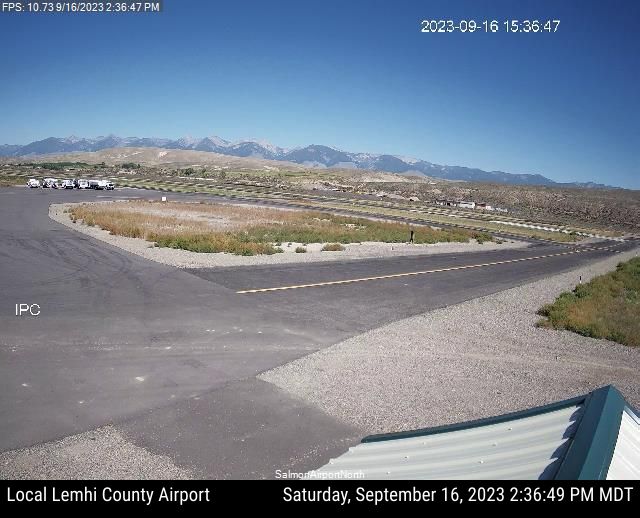 FPS: 10.73 9/16/2023 2:36:47 PM
2023-09-16 15:36:47
IPC
SalmonAirportNorth
Local Lemhi County Airport Saturday, September 16, 2023 2:36:49 PM MDT